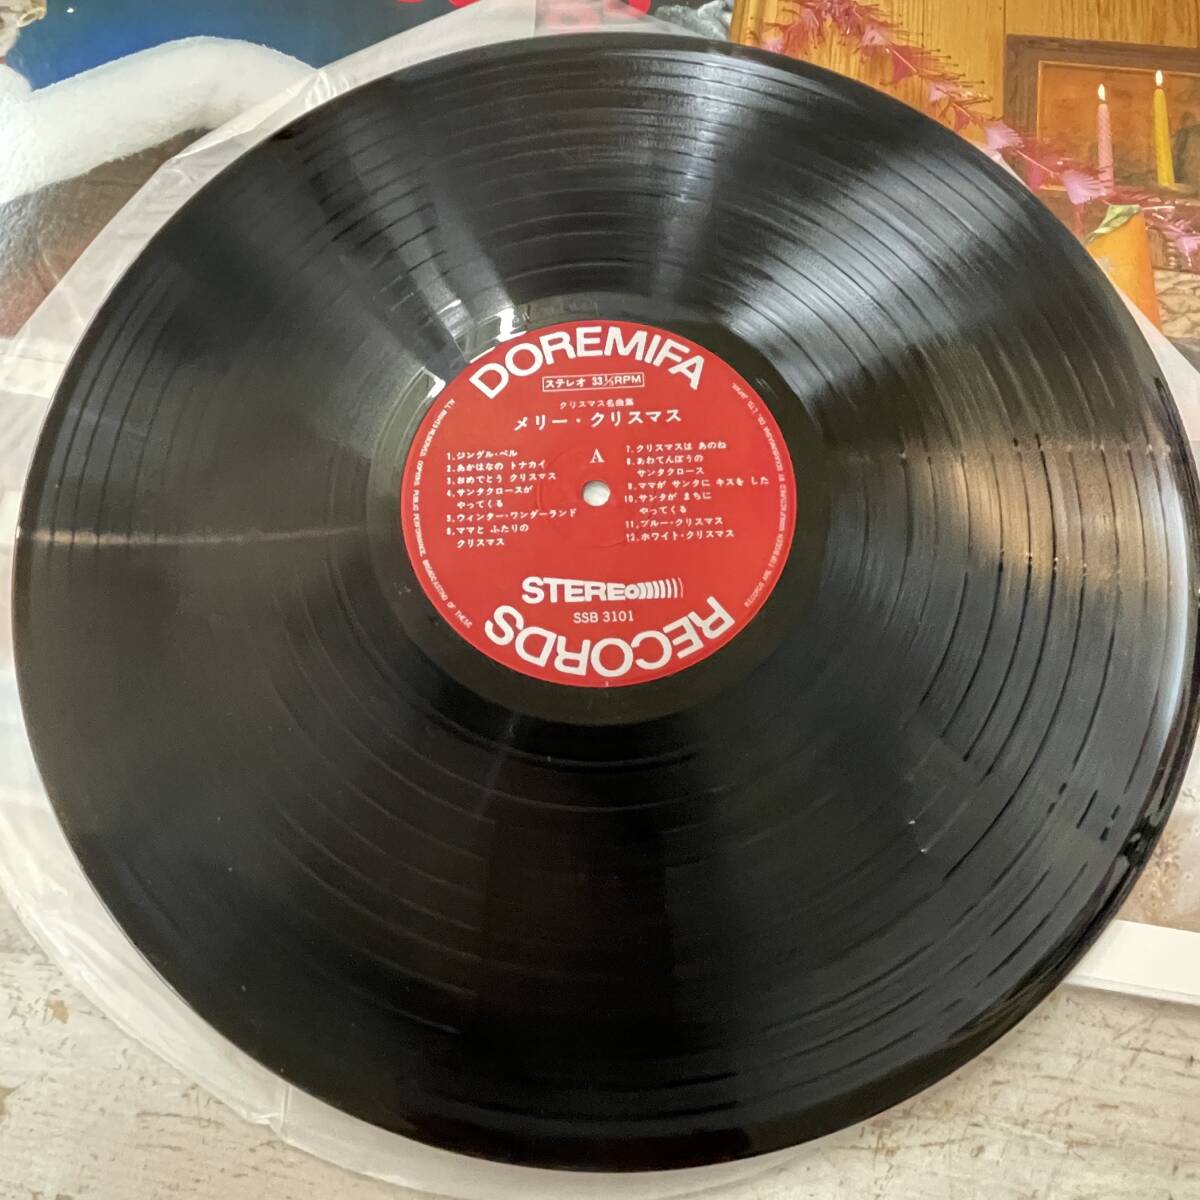 DOREMIFA
ステレオ 33 1/3 RPM
クリスマス名曲集
メリー・クリスマス
A
1.ジングル・ベル
2.あかはなの トナカイ
3.おめでとう クリスマス
4.サンタクロースが
やってくる
5.ウィンター・ワンダーランド
6.ママと ふたりの
クリスマス
7.クリスマスは あのね
8.あわてんぼうの
サンタクロース
9.ママが サンタに キスを した
10.サンタが まちに
やってくる
11.ブルー・クリスマス
12.ホワイト・クリスマス
STEREO
SSB 3101
RECORDS